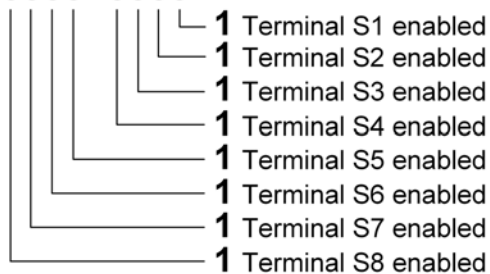 1 Terminal S1 enabled
1 Terminal S2 enabled
1 Terminal S3 enabled
1 Terminal S4 enabled
1 Terminal S5 enabled
1 Terminal S6 enabled
1 Terminal S7 enabled
1 Terminal S8 enabled